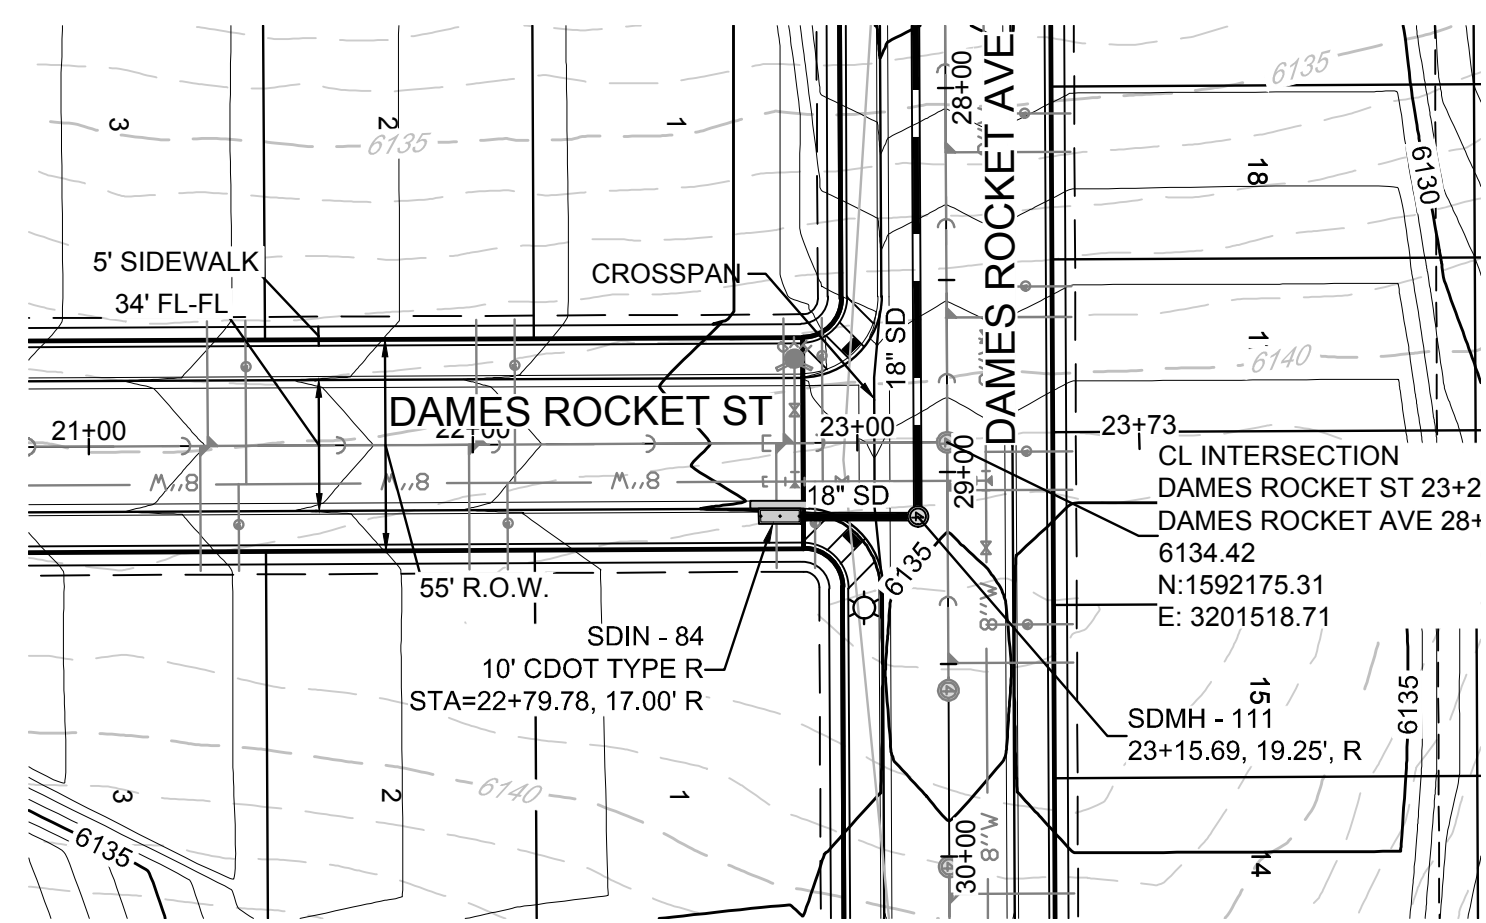 28+00
DAMES ROCKET AVE.
6135
3
2
1
6135
18
6130
5' SIDEWALK
34' FL-FL
CROSSPAN
18" SD
1
6140
DAMES ROCKET ST
21+00
22+00
23+00
23+73
8"W
8"W
8"W
18" SD
29+00
CL INTERSECTION
DAMES ROCKET ST 23+2
DAMES ROCKET AVE 28+
6134.42
N:1592175.31
E: 3201518.71
6135
55' R.O.W.
8"W
SDIN - 84
10' CDOT TYPE R
STA=22+79.78, 17.00' R
15
6135
SDMH - 111
23+15.69, 19.25', R
3
2
6140
1
6135
8"W
30+00
14